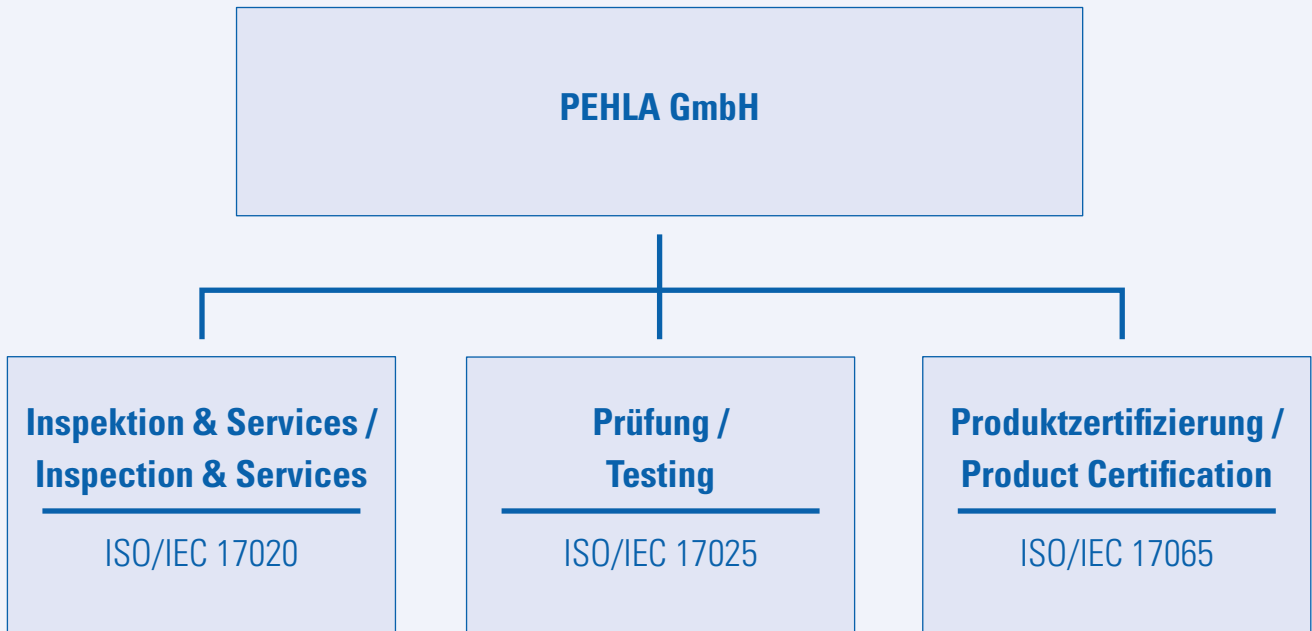 PEHLA GmbH
Inspektion & Services /
Inspection & Services
ISO/IEC 17020
Prüfung /
Testing
ISO/IEC 17025
Produktzertifizierung /
Product Certification
ISO/IEC 17065